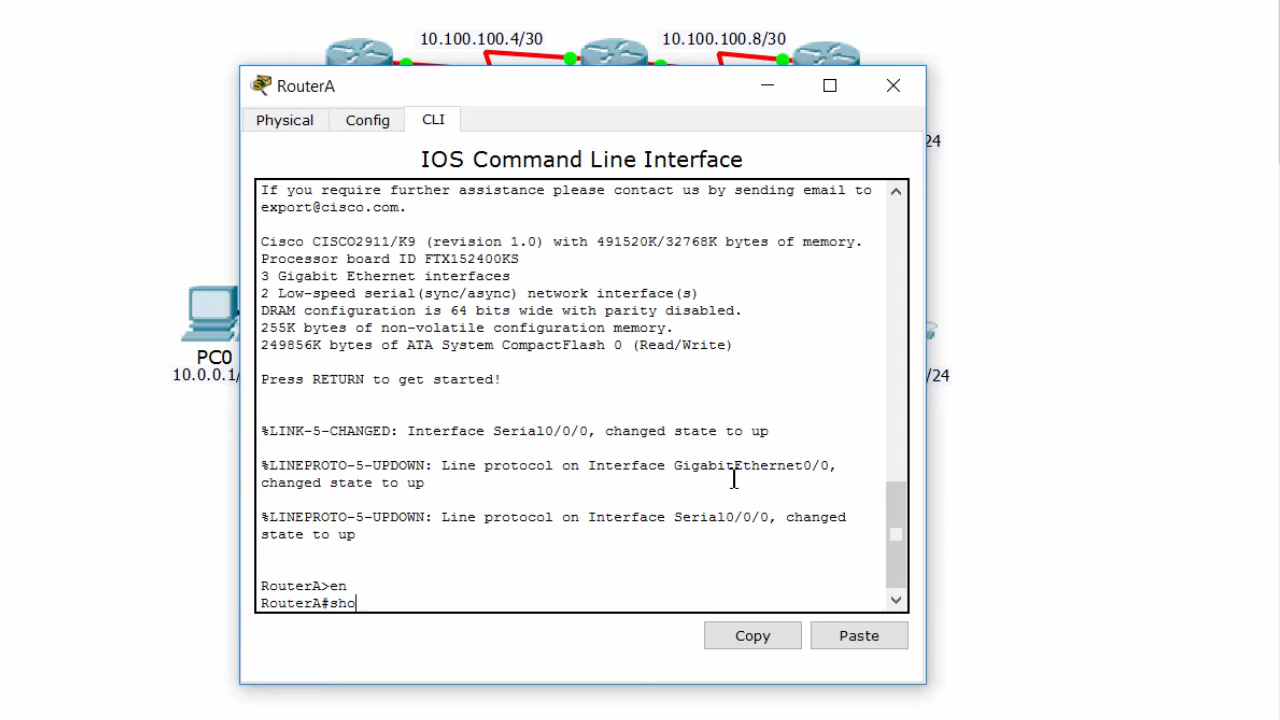 10.100.100.4/30
10.100.100.8/30
RouterA
Physical
Config
CLI
24
IOS Command Line Interface
If you require further assistance please contact us by sending email to
export@cisco.com.
Cisco CISCO2911/K9 (revision 1.0) with 491520K/32768K bytes of memory.
Processor board ID FTX152400KS
3 Gigabit Ethernet interfaces
2 Low-speed serial(sync/async) network interface(s)
DRAM configuration is 64 bits wide with parity disabled.
255K bytes of non-volatile configuration memory.
249856K bytes of ATA System CompactFlash 0 (Read/Write)
PC0
10.0.0.1/
/24
Press RETURN to get started!
%LINK-5-CHANGED: Interface Serial0/0/0, changed state to up
%LINEPROTO-5-UPDOWN: Line protocol on Interface GigabitEthernet0/0,
changed state to up
%LINEPROTO-5-UPDOWN: Line protocol on Interface Serial0/0/0, changed
state to up
RouterA>en
RouterA#sho
Copy
Paste